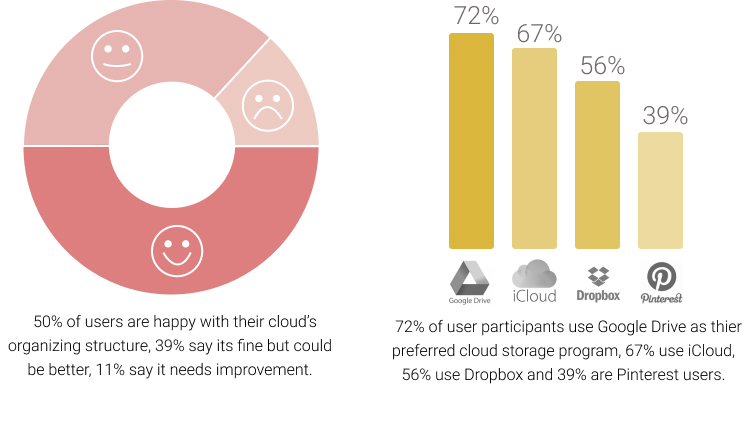 72%
67%
56%
39%
Google Drive
iCloud
Dropbox
Pinterest
50% of users are happy with their cloud's
organizing structure, 39% say its fine but could
be better, 11% say it needs improvement.
72% of user participants use Google Drive as thier
preferred cloud storage program, 67% use iCloud,
56% use Dropbox and 39% are Pinterest users.